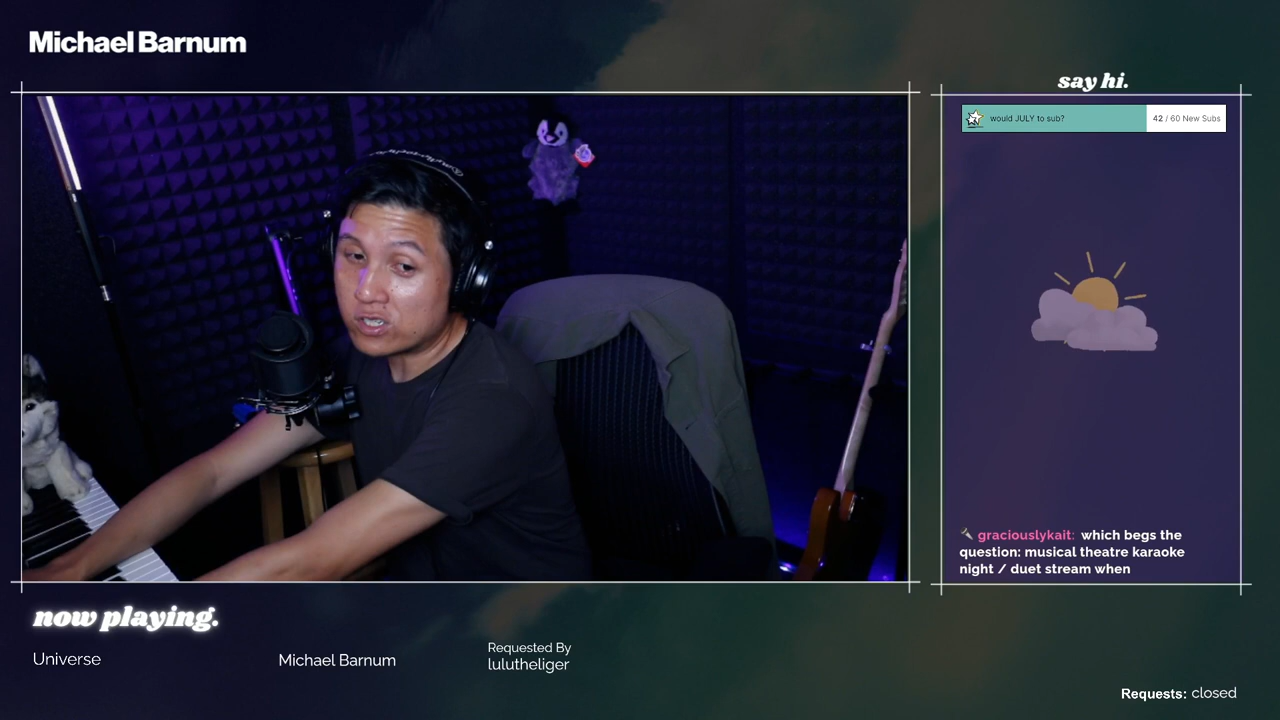 Michael Barnum
say hi.
would JULY to sub?
42 / 60 New Subs
graciouslykait: which begs the
question: musical theatre karaoke
night / duet stream when
now playing.
Universe
Michael Barnum
Requested By
lulutheliger
Requests: closed